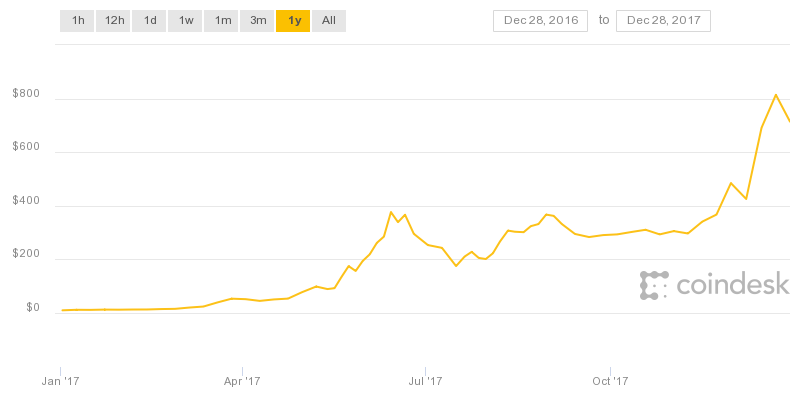 1h 12h 1d 1w 1m 3m 1y All Dec 28, 2016 to Dec 28, 2017
$800
$600
$400
$200
$0
coindesk
Jan '17 Apr '17 Jul '17 Oct '17